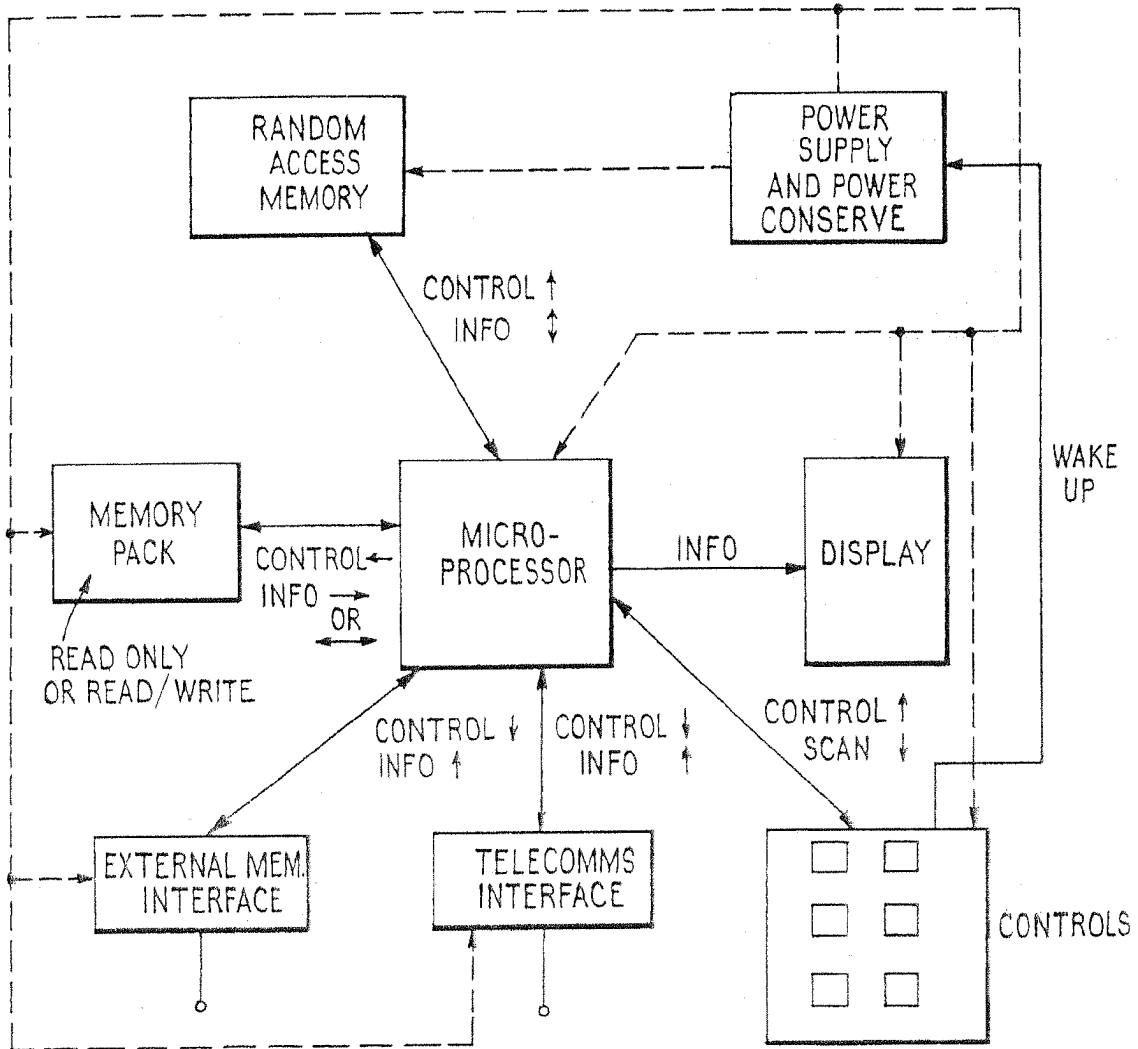 RANDOM
ACCESS
MEMORY
POWER
SUPPLY
AND POWER
CONSERVE
CONTROL ↑
INFO ↕
WAKE
UP
MEMORY
PACK
CONTROL ←
INFO →
OR
↔
MICRO-
PROCESSOR
INFO
DISPLAY
READ ONLY
OR READ/WRITE
CONTROL ↓
INFO ↑
CONTROL ↓
INFO ↑
CONTROL ↑
SCAN ↓
EXTERNAL MEM.
INTERFACE
TELECOMMS
INTERFACE
CONTROLS